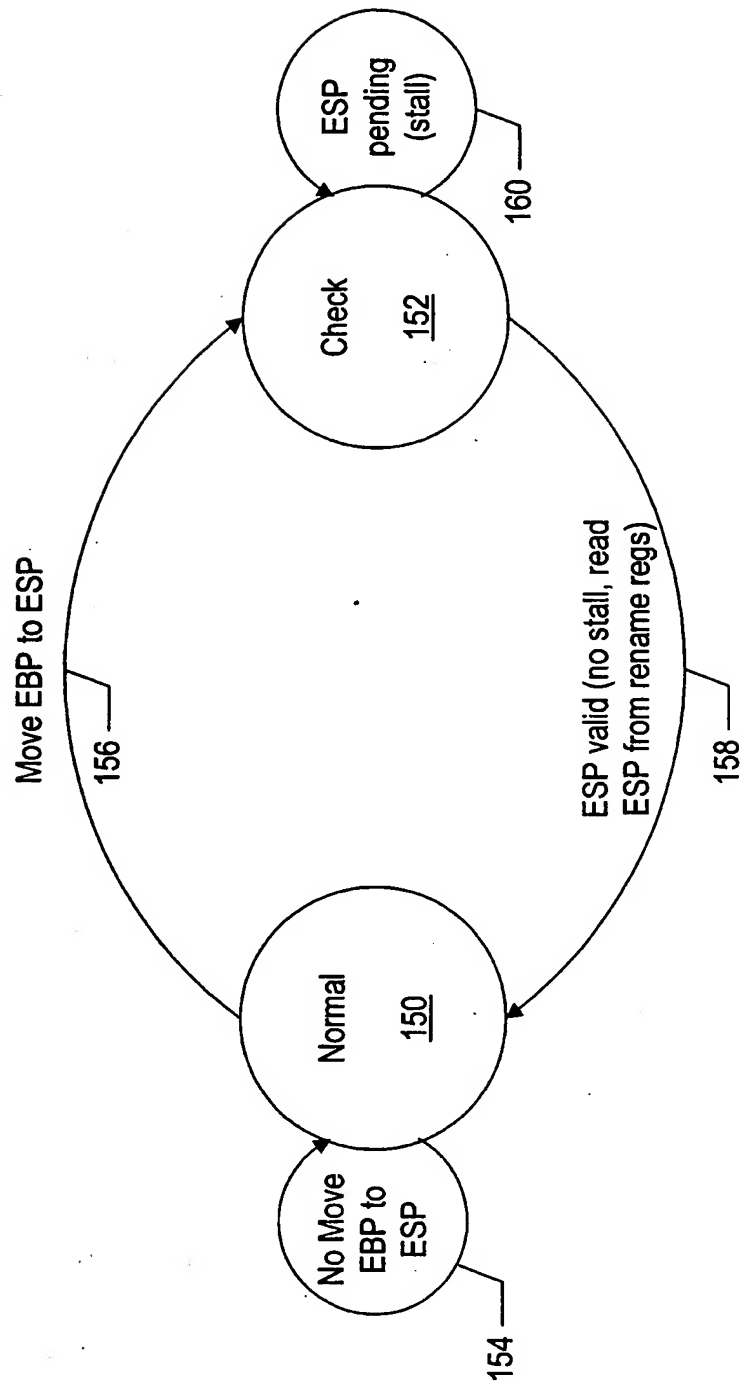 Move EBP to ESP
156
No Move
EBP to
ESP
154
Normal
150
Check
152
ESP
pending
(stall)
160
ESP valid (no stall, read
ESP from rename regs)
158